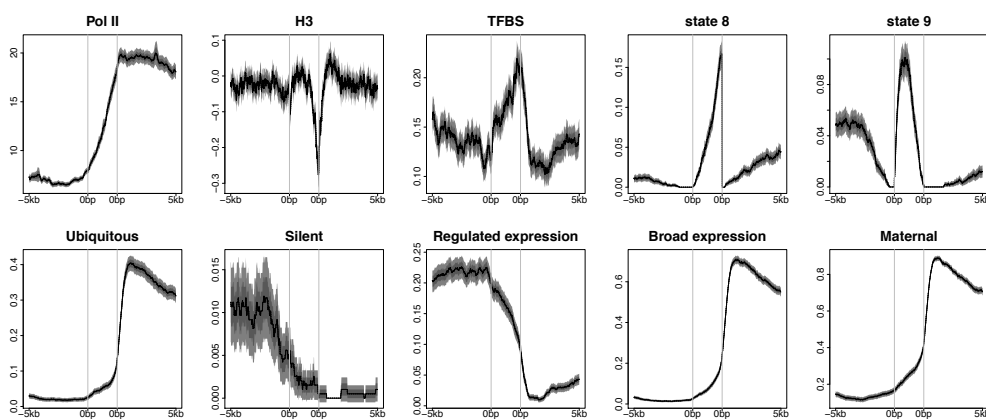 Pol II
H3
TFBS
state 8
state 9
10
15
20
−0.3
−0.2
−0.1
0.0
0.1
0.10
0.15
0.20
0.00
0.05
0.10
0.15
0.00
0.04
0.08
−5kb 0bp 0bp 5kb
−5kb 0bp 0bp 5kb
−5kb 0bp 0bp 5kb
−5kb 0bp 0bp 5kb
−5kb 0bp 0bp 5kb
Ubiquitous
Silent
Regulated expression
Broad expression
Maternal
0.0
0.1
0.2
0.3
0.4
0.000
0.005
0.010
0.015
0.00
0.05
0.10
0.15
0.20
0.25
0.0
0.2
0.4
0.6
0.2
0.4
0.6
0.8
−5kb 0bp 0bp 5kb
−5kb 0bp 0bp 5kb
−5kb 0bp 0bp 5kb
−5kb 0bp 0bp 5kb
−5kb 0bp 0bp 5kb